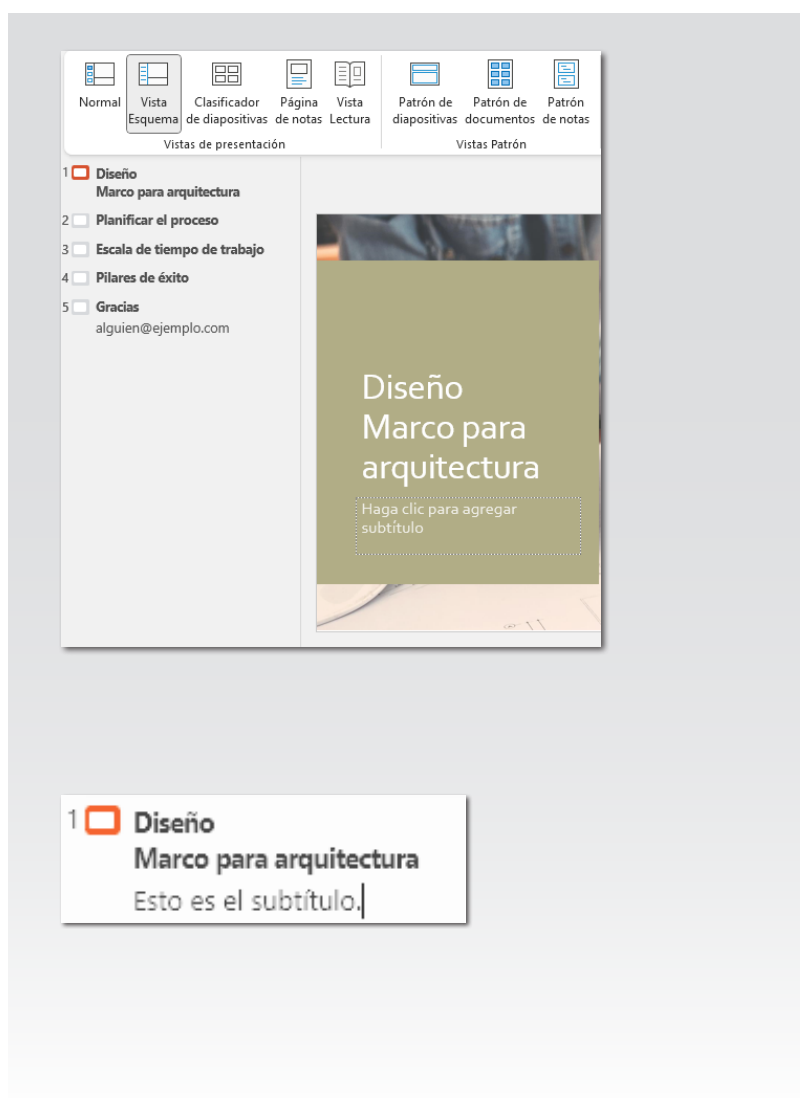 Normal
Vista
Esquema
Clasificador
de diapositivas
Página
de notas
Vista
Lectura
Patrón de
diapositivas
Patrón de
documentos
Patrón
de notas
Vistas de presentación
Vistas Patrón
1 Diseño
Marco para arquitectura
2 Planificar el proceso
3 Escala de tiempo de trabajo
4 Pilares de éxito
5 Gracias
alguien@ejemplo.com
Diseño
Marco para
arquitectura
Haga clic para agregar
subtítulo
1 Diseño
Marco para arquitectura
Esto es el subtítulo.